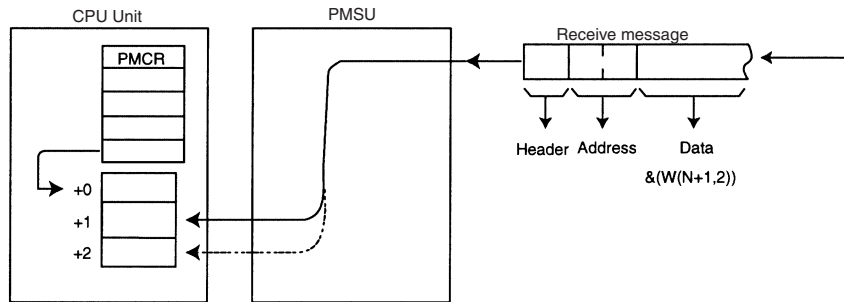 CPU Unit
PMSU
Receive message
PMCR
Header
Address
Data
&(W(N+1,2))
+0
+1
+2